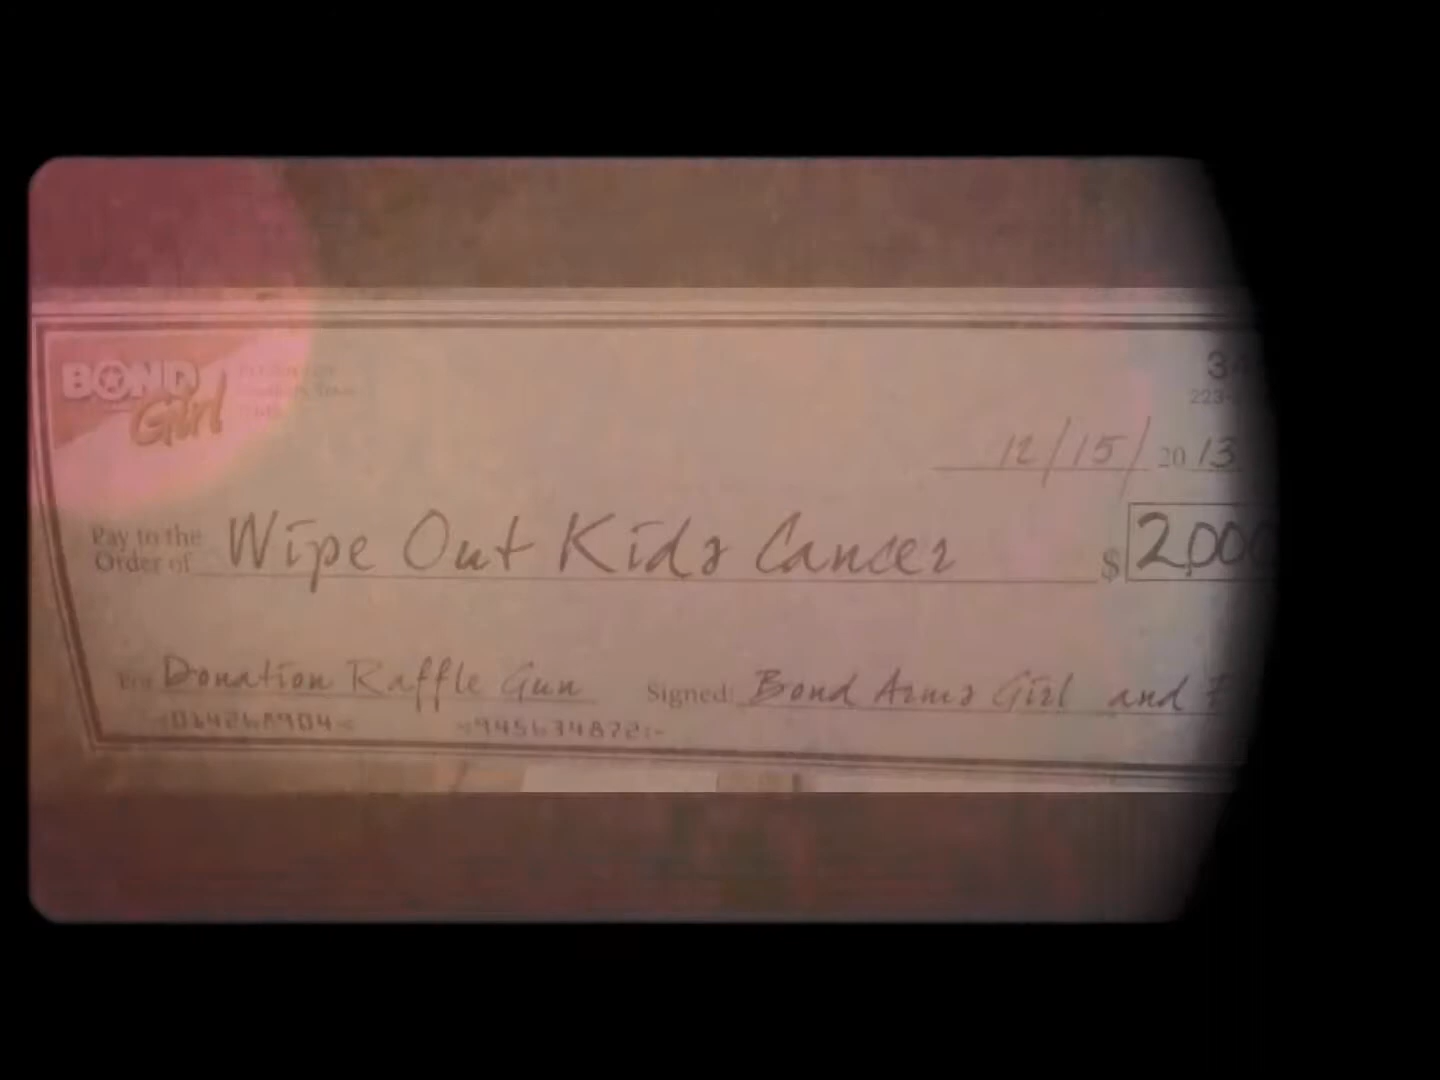 BOND
Girl
12/15/ 2013
Pay to the
Order of Wipe Out Kids Cancer $ 2,000
For Donation Raffle Gun Signed: Bond Arms Girl and